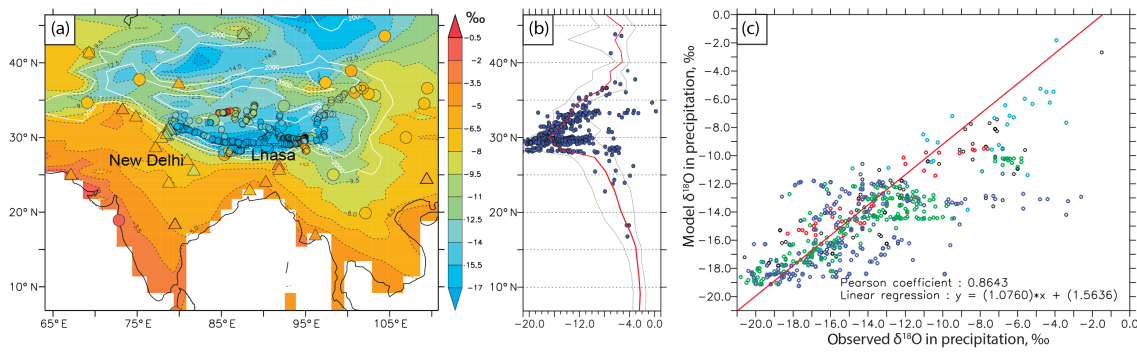 (a)
‰
−0.5
−2
−3.5
−5
−6.5
−8
−9.5
−11
−12.5
−14
−15.5
−17
40° N
30° N
20° N
10° N
65° E
75° E
85° E
95° E
105° E
New Delhi
Lhasa
2000
2000
2000
(b)
40° N
30° N
20° N
10° N
−20.0
−12.0
−4.0
0.0
(c)
Model δ¹⁸O in precipitation, ‰
0.0
−2.0
−4.0
−6.0
−8.0
−10.0
−12.0
−14.0
−16.0
−18.0
−20.0
Pearson coefficient : 0.8643
Linear regression : y = (1.0760)*x + (1.5636)
−20.0
−18.0
−16.0
−14.0
−12.0
−10.0
−8.0
−6.0
−4.0
−2.0
0.0
Observed δ¹⁸O in precipitation, ‰